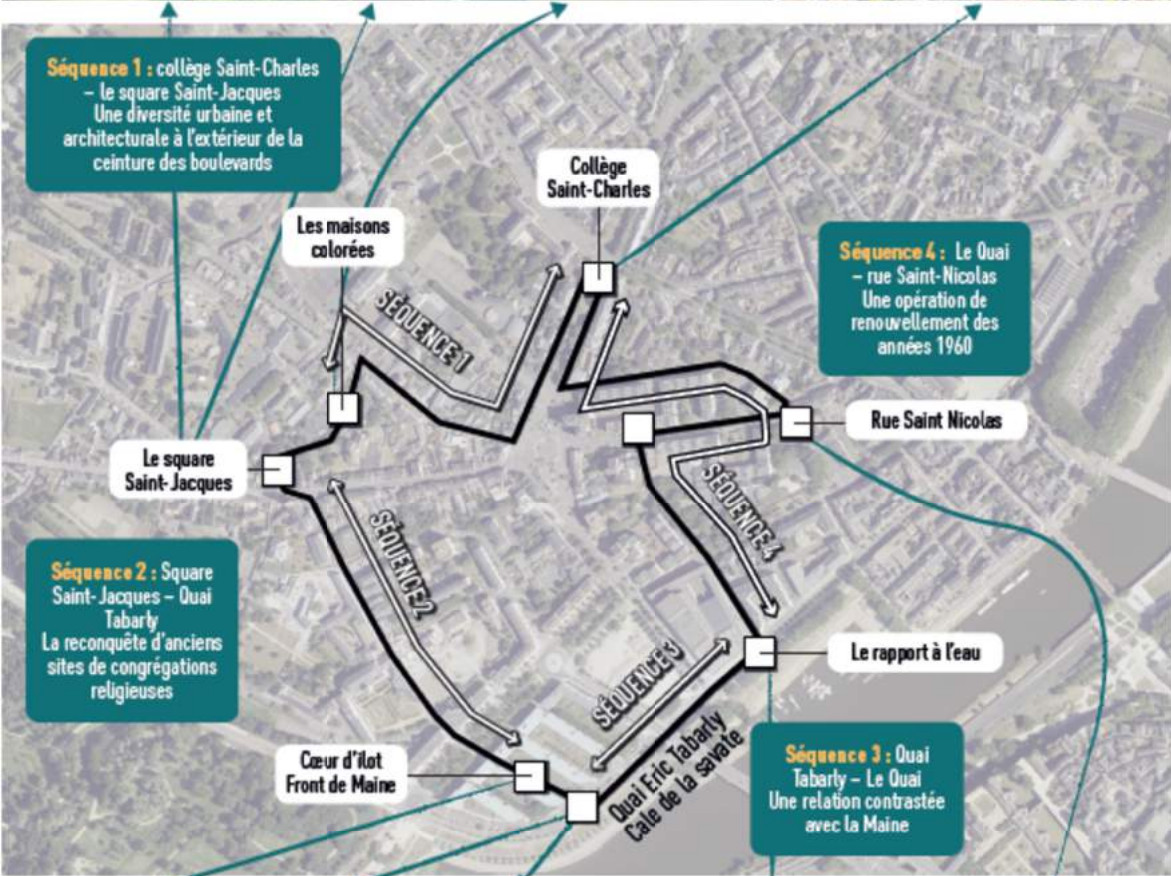 Séquence 1 : collège Saint-Charles
– le square Saint-Jacques
Une diversité urbaine et
architecturale à l'extérieur de la
ceinture des boulevards
Collège
Saint-Charles
Les maisons
colorées
Séquence 4 : Le Quai
– rue Saint-Nicolas
Une opération de
renouvellement des
années 1960
SÉQUENCE 1
Rue Saint Nicolas
Le square
Saint-Jacques
SÉQUENCE 4
SÉQUENCE 2
Séquence 2 : Square
Saint-Jacques – Quai
Tabarly
La reconquête d'anciens
sites de congrégations
religieuses
Le rapport à l'eau
SÉQUENCE 3
Cœur d'ilot
Front de Maine
Quai Eric Tabarly
Cale de la savate
Séquence 3 : Quai
Tabarly – Le Quai
Une relation contrastée
avec la Maine